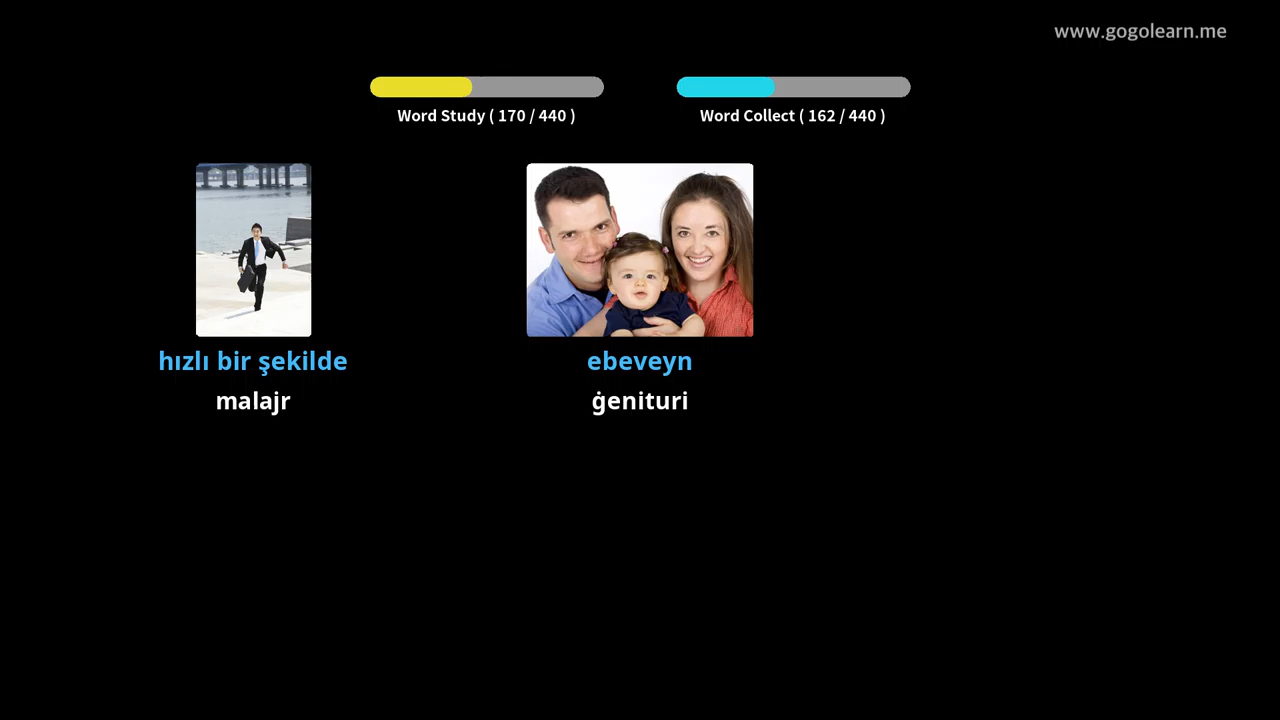 www.gogolearn.me
Word Study ( 170 / 440 )
Word Collect ( 162 / 440 )
hızlı bir şekilde
malajr
ebeveyn
ġenituri